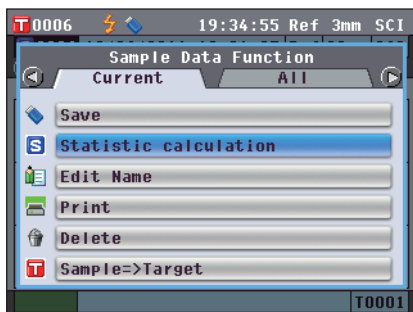 T0006 19:34:55 Ref 3mm SCI
Sample Data Function
Current All
Save
S Statistic calculation
Edit Name
Print
Delete
T Sample=>Target
T0001